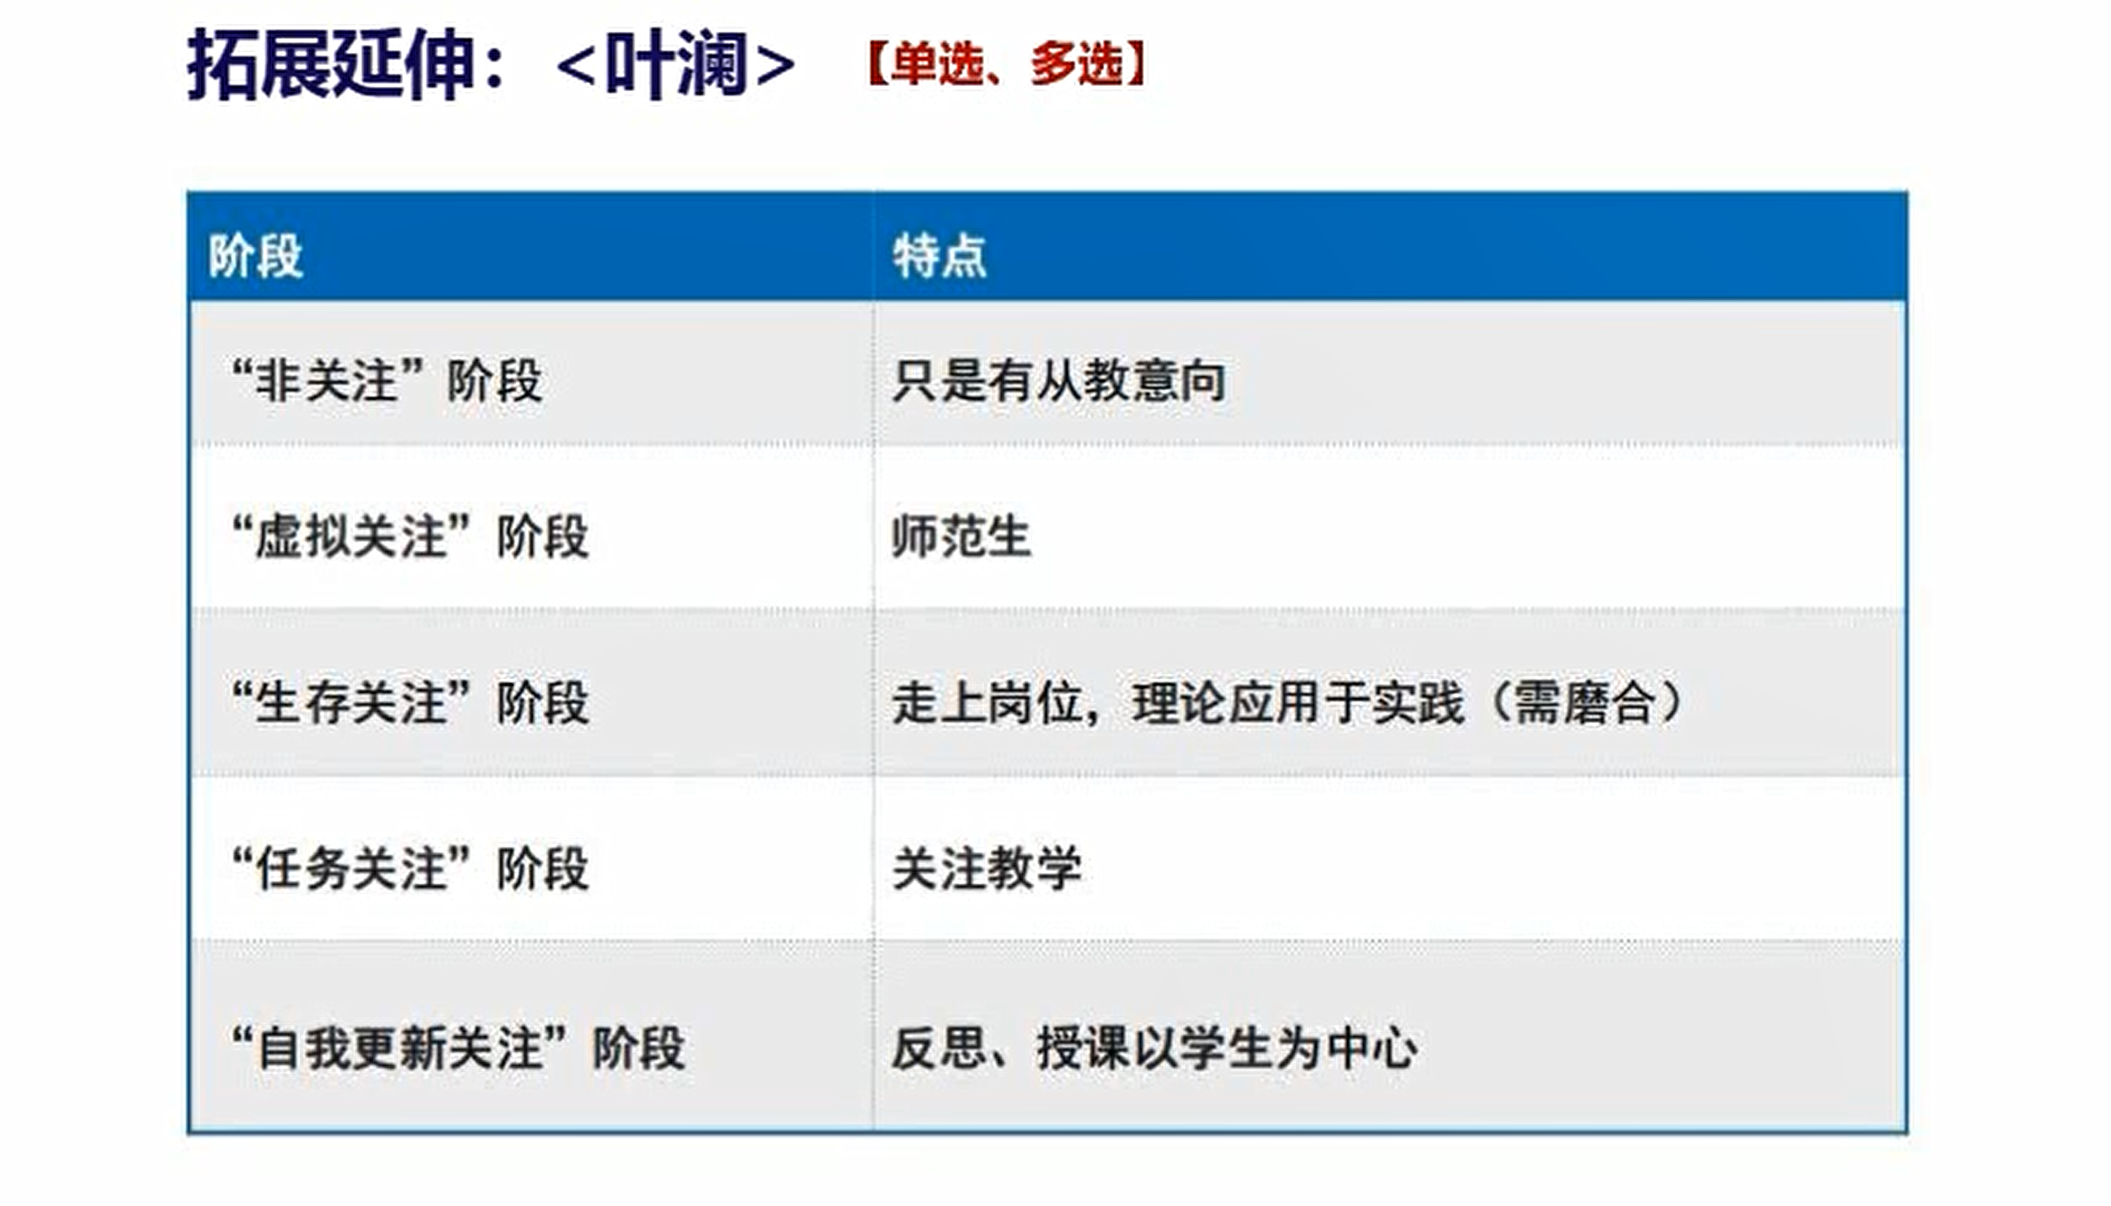 拓展延伸：<叶澜> 【单选、多选】
阶段 特点
“非关注”阶段 只是有从教意向
“虚拟关注”阶段 师范生
“生存关注”阶段 走上岗位，理论应用于实践（需磨合）
“任务关注”阶段 关注教学
“自我更新关注”阶段 反思、授课以学生为中心